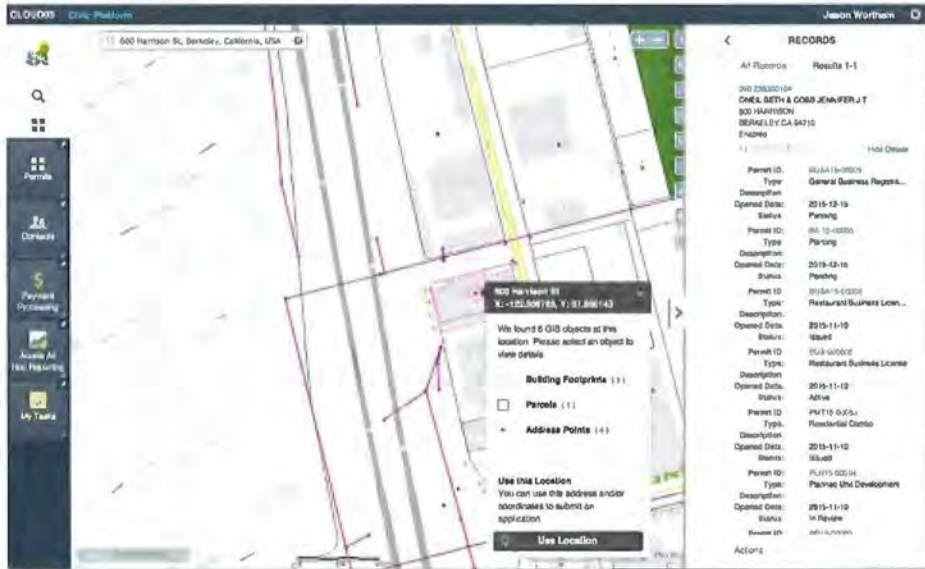 CLOUD03 Civic Platform
Jason Wortham
600 Harrison St, Berkeley, California, USA
Permits
Contacts
Payment
Processing
Access Ad
Hoc Reporting
My Tasks
600 Harrison St
We found 6 GIS objects at this
location. Please select an object to
view details
Building Footprints
Parcels (1)
Address Points
Use this Location
You can use this address and/or
coordinates to submit an
application
Use Location
RECORDS
All Records Results 1-1
ONEIL BETH & COBB JENNIFER J T
600 HARRISON
BERKELEY CA 94710
Enabled
Hide Details
Permit ID:
Type: General Business Registra...
Description:
Opened Date: 2015-12-15
Status: Pending
Permit ID:
Type
Description:
Opened Date: 2015-12-15
Status: Pending
Permit ID:
Type: Restaurant Business Licen...
Description:
Opened Date: 2015-11-10
Status: Issued
Permit ID:
Type: Restaurant Business License
Description:
Opened Date: 2015-11-10
Status: Active
Permit ID:
Type: Residential Combo
Description:
Opened Date: 2015-11-10
Status: Issued
Permit ID:
Type: Planned Unit Development
Description:
Opened Date: 2015-11-10
Status: In Review
Permit ID:
Actions